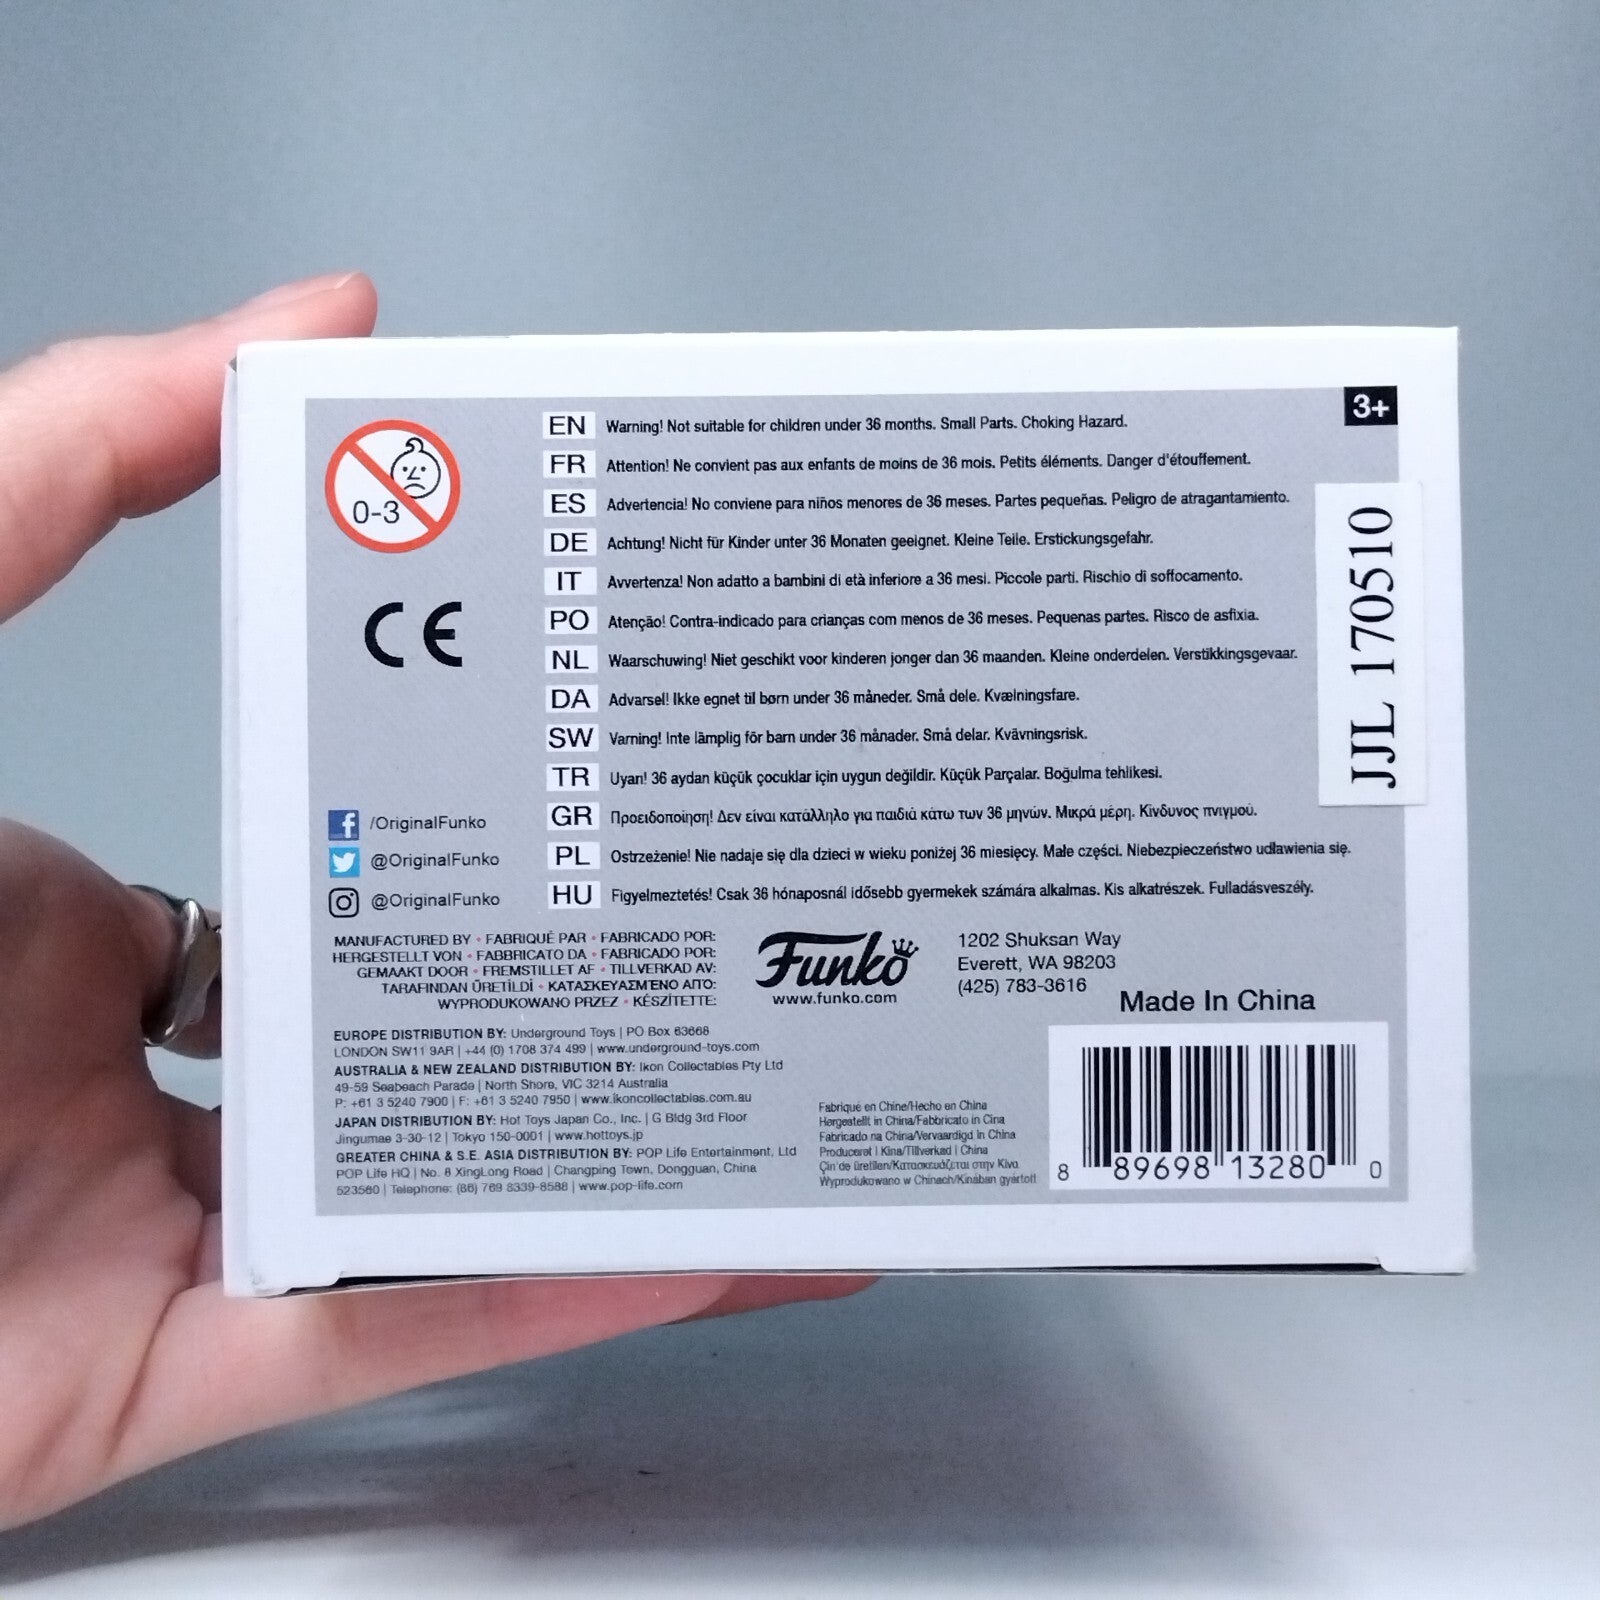 3+
0-3
CE
EN Warning! Not suitable for children under 36 months. Small Parts. Choking Hazard.
FR Attention! Ne convient pas aux enfants de moins de 36 mois. Petits éléments. Danger d'étouffement.
ES Advertencia! No conviene para niños menores de 36 meses. Partes pequeñas. Peligro de atragantamiento.
DE Achtung! Nicht für Kinder unter 36 Monaten geeignet. Kleine Teile. Erstickungsgefahr.
IT Avvertenza! Non adatto a bambini di età inferiore a 36 mesi. Piccole parti. Rischio di soffocamento.
PO Atenção! Contra-indicado para crianças com menos de 36 meses. Pequenas partes. Risco de asfixia.
NL Waarschuwing! Niet geschikt voor kinderen jonger dan 36 maanden. Kleine onderdelen. Verstikkingsgevaar.
DA Advarsel! Ikke egnet til børn under 36 måneder. Små dele. Kvælningsfare.
SW Varning! Inte lämplig för barn under 36 månader. Små delar. Kvävningsrisk.
TR Uyarı! 36 aydan küçük çocuklar için uygun değildir. Küçük Parçalar. Boğulma tehlikesi.
GR Προειδοποίηση! Δεν είναι κατάλληλο για παιδιά κάτω των 36 μηνών. Μικρά μέρη. Κίνδυνος πνιγμού.
PL Ostrzeżenie! Nie nadaje się dla dzieci w wieku poniżej 36 miesięcy. Małe części. Niebezpieczeństwo udławienia się.
HU Figyelmeztetés! Csak 36 hónaposnál idősebb gyermekek számára alkalmas. Kis alkatrészek. Fulladásveszély.
JJL 170510
/OriginalFunko
@OriginalFunko
@OriginalFunko
MANUFACTURED BY • FABRIQUÉ PAR • FABRICADO POR:
HERGESTELLT VON • FABBRICATO DA • FABRICADO POR:
GEMAAKT DOOR • FREMSTILLET AF • TILLVERKAD AV:
TARAFINDAN ÜRETİLDİ • ΚΑΤΑΣΚΕΥΑΣΜΈΝΟ ΑΠΌ:
WYPRODUKOWANO PRZEZ • KÉSZÍTETTE:
Funko
www.funko.com
1202 Shuksan Way
Everett, WA 98203
(425) 783-3616
Made In China
EUROPE DISTRIBUTION BY: Underground Toys | PO Box 63668
LONDON SW11 9AR | +44 (0) 1708 374 499 | www.underground-toys.com
AUSTRALIA & NEW ZEALAND DISTRIBUTION BY: Ikon Collectables Pty Ltd
49-59 Seabeach Parade | North Shore, VIC 3214 Australia
P: +61 3 5240 7900 | F: +61 3 5240 7950 | www.ikoncollectables.com.au
JAPAN DISTRIBUTION BY: Hot Toys Japan Co., Inc. | G Bldg 3rd Floor
Jingumae 3-30-12 | Tokyo 150-0001 | www.hottoys.jp
GREATER CHINA & S.E. ASIA DISTRIBUTION BY: POP Life Entertainment, Ltd
POP Life HQ | No. 8 XingLong Road | Changping Town, Dongguan, China
523560 | Telephone: (86) 769 8339-8588 | www.pop-life.com
Fabriqué en Chine/Hecho en China
Hergestellt in China/Fabbricato in Cina
Fabricado na China/Vervaardigd in China
Produceret I Kina/Tillverkad I China
Çin'de üretilen/Κατασκευάζεται στην Κίνα
Wyprodukowano w Chinach/Kínában gyártott
8 89698 13280 0